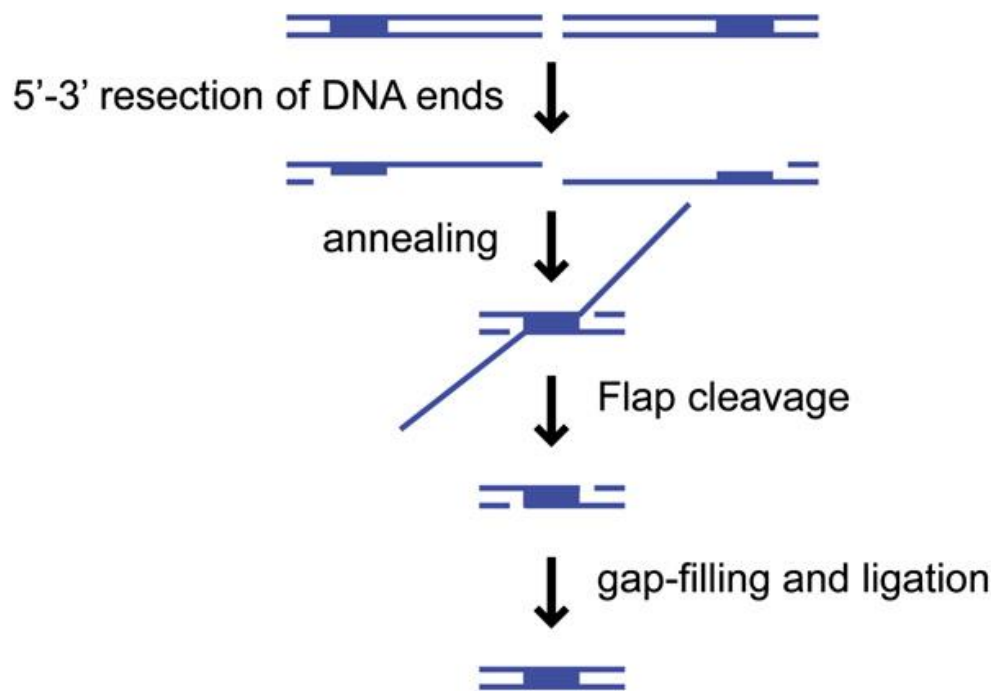 5’-3’ resection of DNA ends
annealing
Flap cleavage
gap-filling and ligation